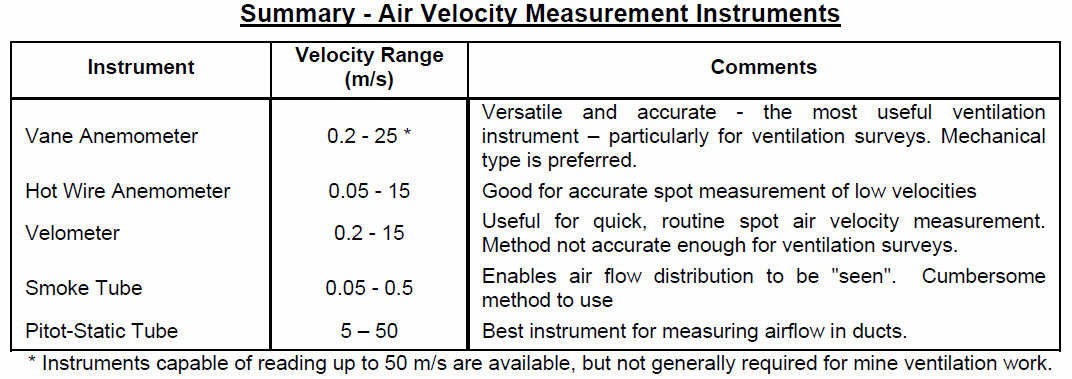 Summary - Air Velocity Measurement Instruments
Instrument
Velocity Range
(m/s)
Comments
Vane Anemometer
0.2 - 25 *
Versatile and accurate - the most useful ventilation
instrument – particularly for ventilation surveys. Mechanical
type is preferred.
Hot Wire Anemometer
0.05 - 15
Good for accurate spot measurement of low velocities
Velometer
0.2 - 15
Useful for quick, routine spot air velocity measurement.
Method not accurate enough for ventilation surveys.
Smoke Tube
0.05 - 0.5
Enables air flow distribution to be "seen". Cumbersome
method to use
Pitot-Static Tube
5 – 50
Best instrument for measuring airflow in ducts.
* Instruments capable of reading up to 50 m/s are available, but not generally required for mine ventilation work.